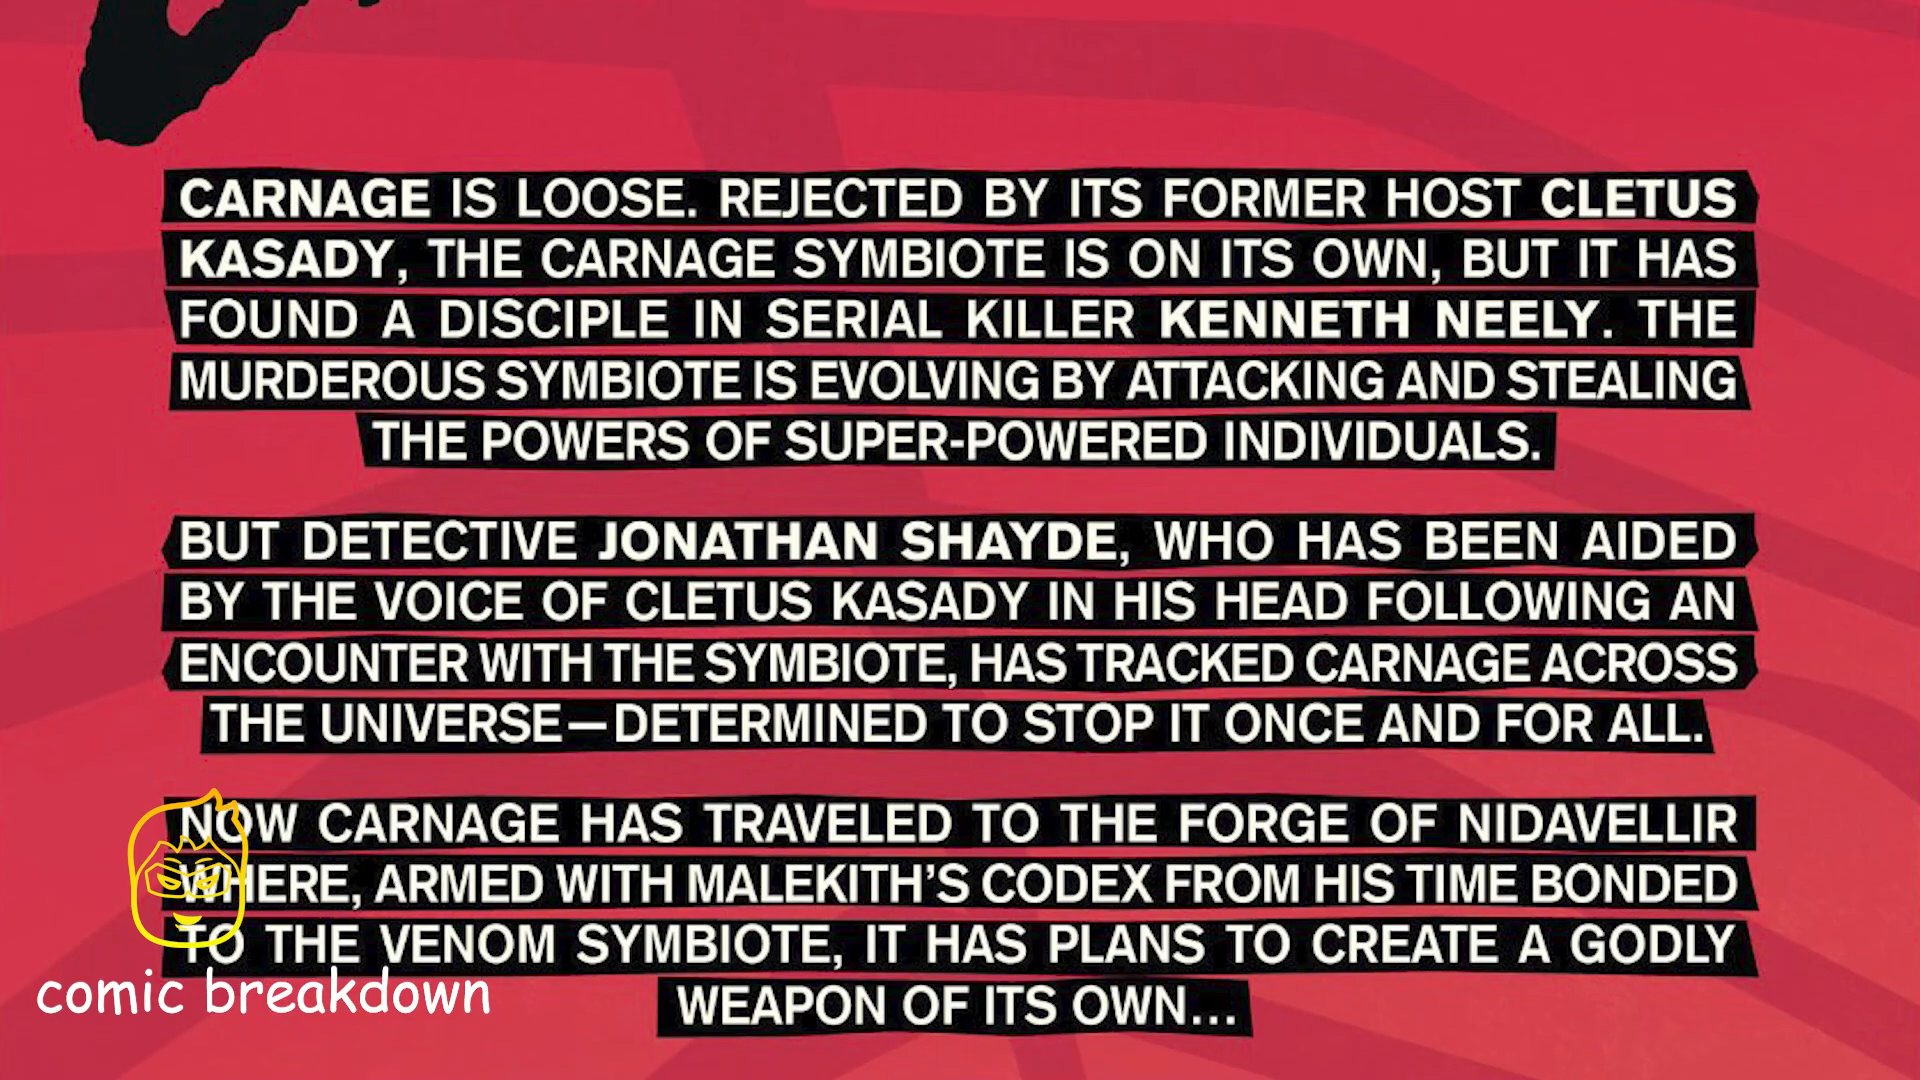 CARNAGE IS LOOSE. REJECTED BY ITS FORMER HOST CLETUS
KASADY, THE CARNAGE SYMBIOTE IS ON ITS OWN, BUT IT HAS
FOUND A DISCIPLE IN SERIAL KILLER KENNETH NEELY. THE
MURDEROUS SYMBIOTE IS EVOLVING BY ATTACKING AND STEALING
THE POWERS OF SUPER-POWERED INDIVIDUALS.
BUT DETECTIVE JONATHAN SHAYDE, WHO HAS BEEN AIDED
BY THE VOICE OF CLETUS KASADY IN HIS HEAD FOLLOWING AN
ENCOUNTER WITH THE SYMBIOTE, HAS TRACKED CARNAGE ACROSS
THE UNIVERSE—DETERMINED TO STOP IT ONCE AND FOR ALL.
NOW CARNAGE HAS TRAVELED TO THE FORGE OF NIDAVELLIR
WHERE, ARMED WITH MALEKITH'S CODEX FROM HIS TIME BONDED
TO THE VENOM SYMBIOTE, IT HAS PLANS TO CREATE A GODLY
WEAPON OF ITS OWN...
comic breakdown